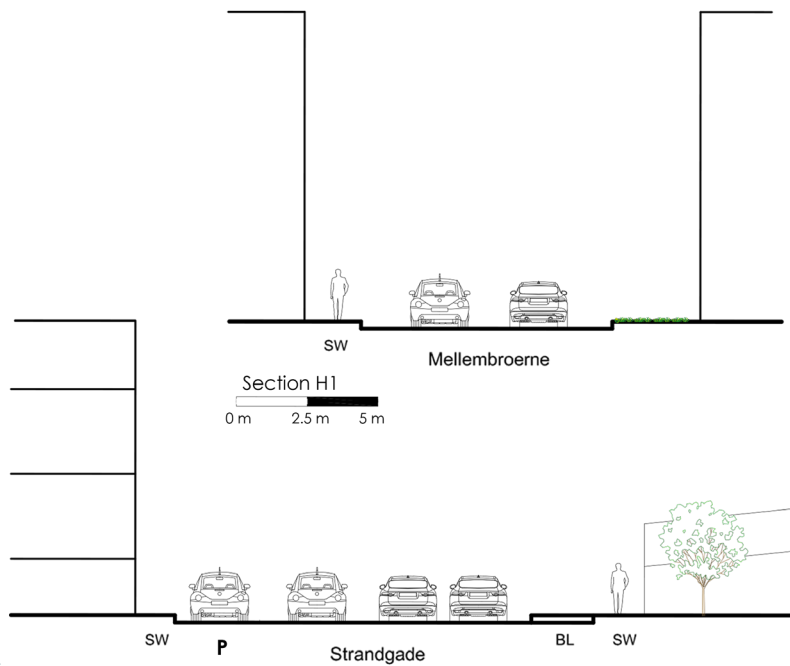 SW
Mellembroerne
Section H1
0 m 2.5 m 5 m
SW P BL SW
Strandgade